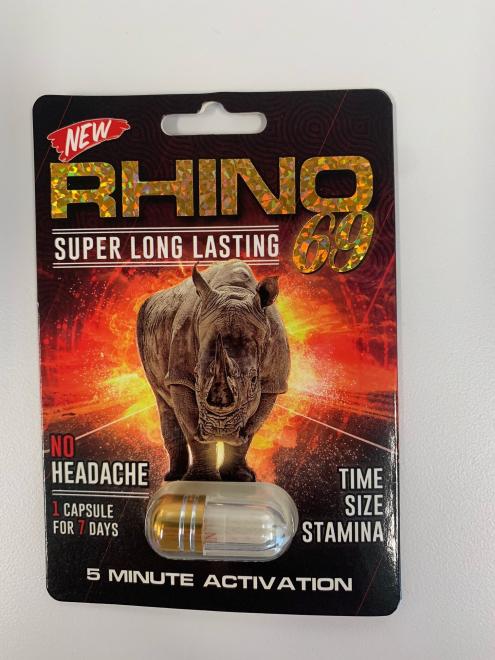 NEW
RHINO
69
SUPER LONG LASTING
NO
HEADACHE
1 CAPSULE
FOR 7 DAYS
TIME
SIZE
STAMINA
5 MINUTE ACTIVATION